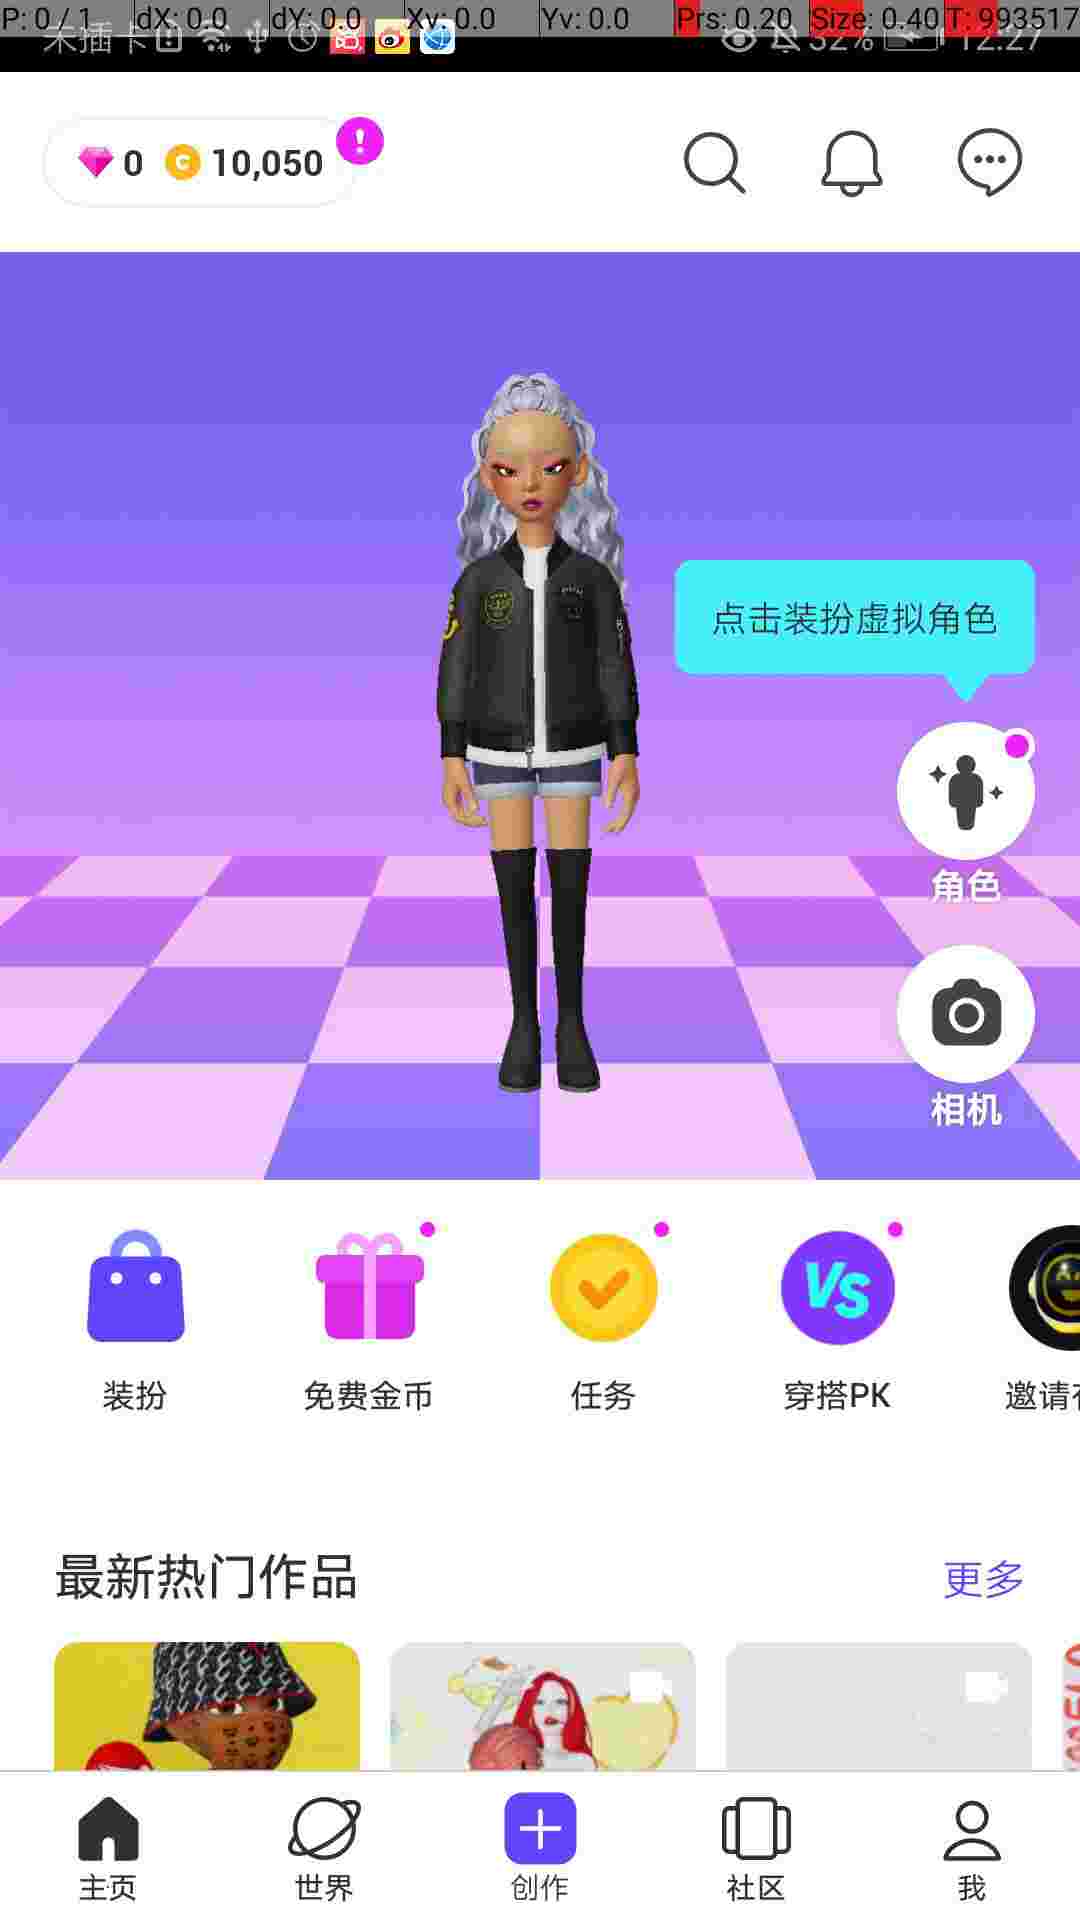 P: 0 / 1 dX: 0.0 dY: 0.0 Xv: 0.0 Yv: 0.0 Prs: 0.20 Size: 0.40 T: 993517
未插卡 32% 12:27
0 10,050
点击装扮虚拟角色
角色
相机
VS
装扮 免费金币 任务 穿搭PK 邀请
最新热门作品 更多
主页 世界 创作 社区 我